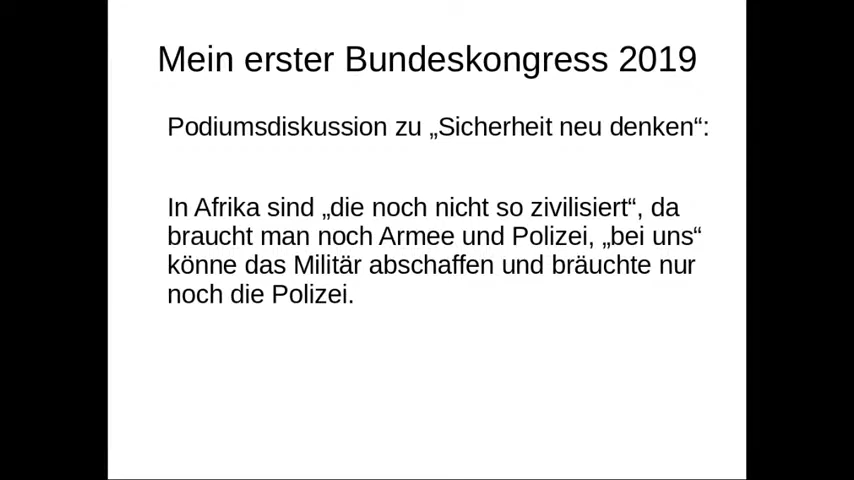 Mein erster Bundeskongress 2019
Podiumsdiskussion zu „Sicherheit neu denken“:
In Afrika sind „die noch nicht so zivilisiert“, da
braucht man noch Armee und Polizei, „bei uns“
könne das Militär abschaffen und bräuchte nur
noch die Polizei.